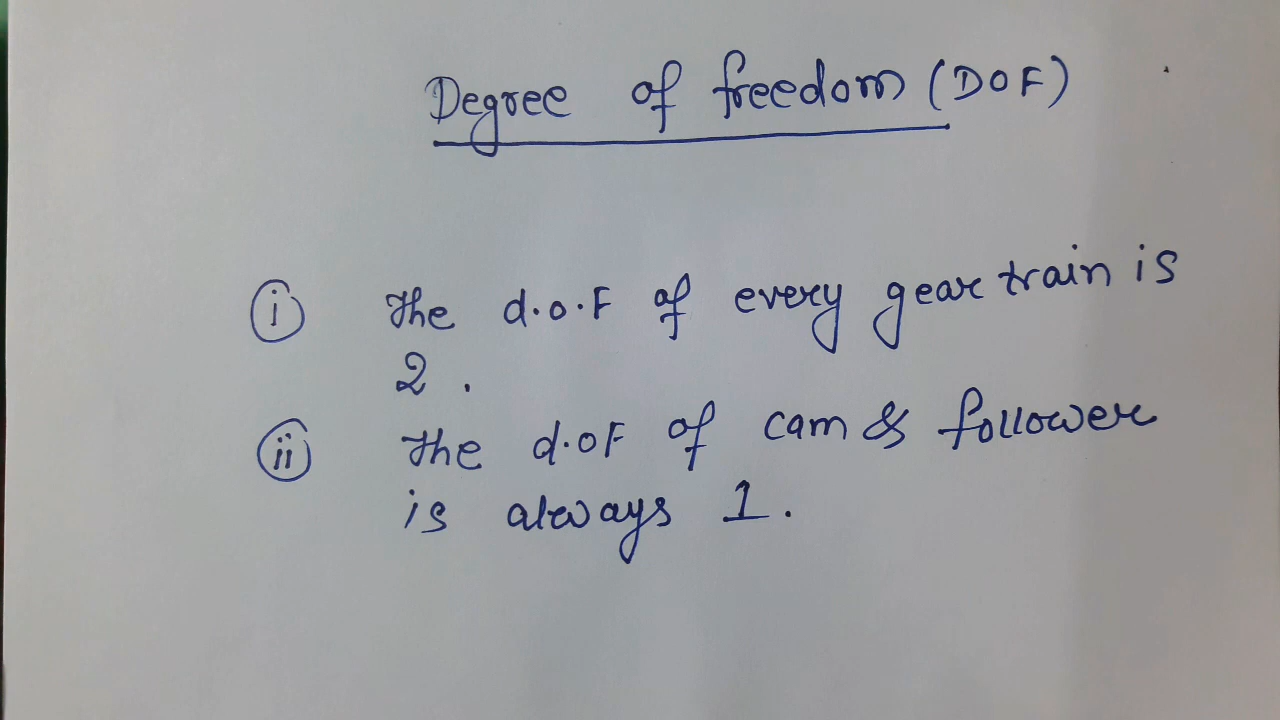 Degree of freedom (DOF)
i The d.o.F of every gear train is
2.
ii The d.oF of cam & follower
is always 1.